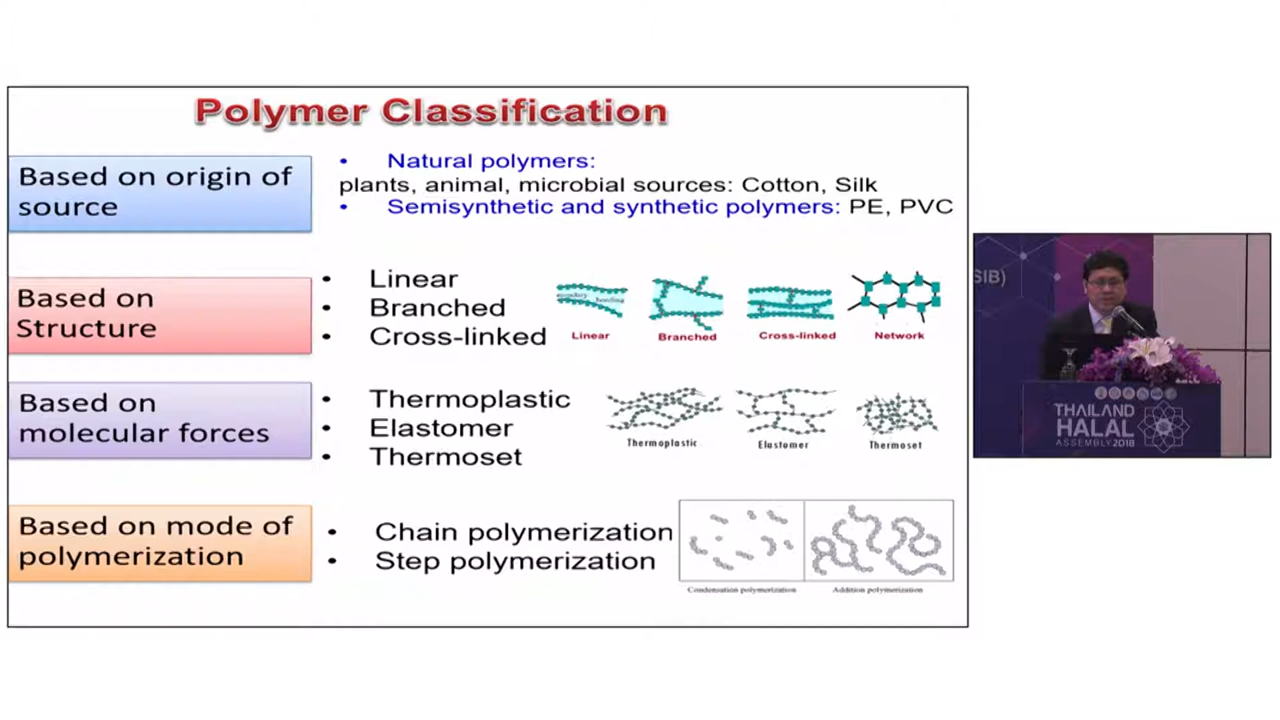 Polymer Classification
Based on origin of
source
• Natural polymers:
plants, animal, microbial sources: Cotton, Silk
• Semisynthetic and synthetic polymers: PE, PVC
Based on
Structure
• Linear
• Branched
• Cross-linked
bonding
Linear
Branched
Cross-linked
Network
Based on
molecular forces
• Thermoplastic
• Elastomer
• Thermoset
Thermoplastic
Elastomer
Thermoset
Based on mode of
polymerization
• Chain polymerization
• Step polymerization
Condensation polymerization
Addition polymerization
SIB)
THAILAND
HALAL
ASSEMBLY 2018